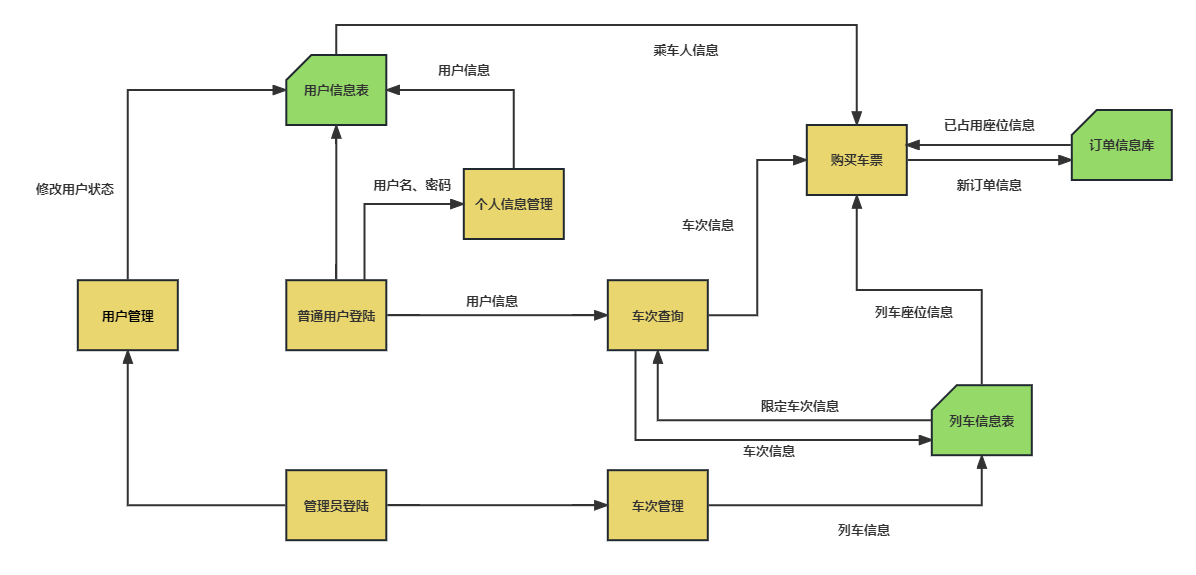 乘车人信息
用户信息
用户信息表
已占用座位信息
订单信息库
购买车票
新订单信息
修改用户状态
用户名、密码
个人信息管理
车次信息
用户信息
列车座位信息
用户管理
普通用户登陆
车次查询
限定车次信息
列车信息表
车次信息
管理员登陆
车次管理
列车信息